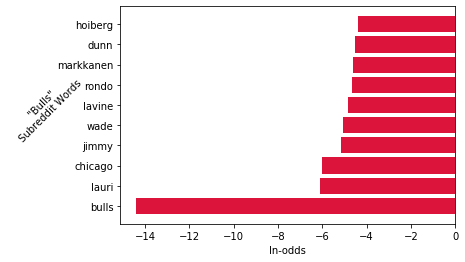 hoiberg
dunn
markkanen
rondo
lavine
wade
jimmy
chicago
lauri
bulls
"Bulls"
Subreddit Words
−14 −12 −10 −8 −6 −4 −2 0
ln-odds